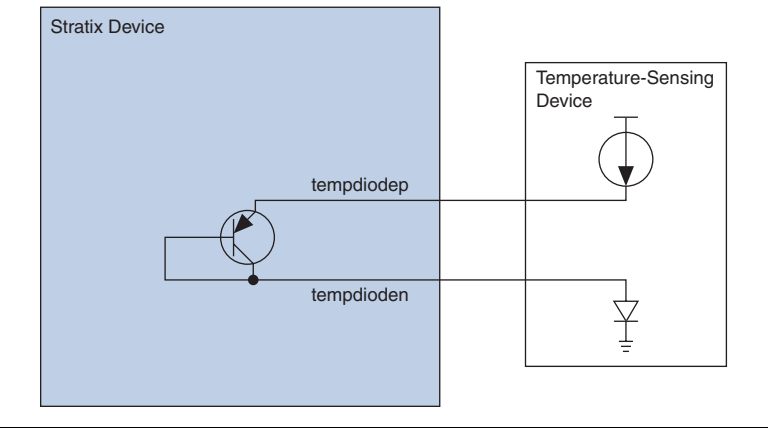 Stratix Device
Temperature-Sensing
Device
tempdiodep
tempdioden